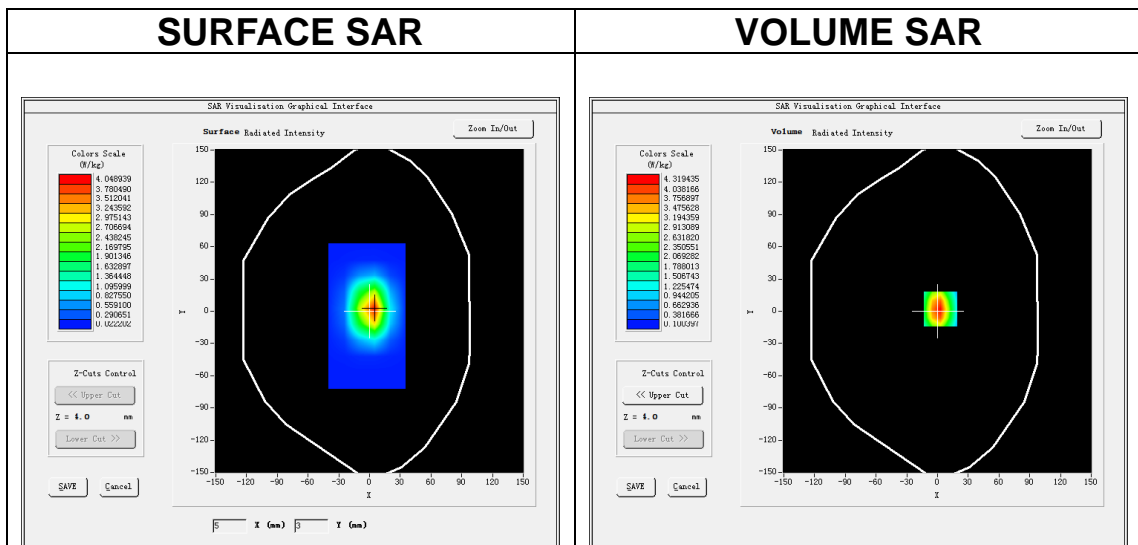 SURFACE SAR
VOLUME SAR
SAR Visualisation Graphical Interface
Surface Radiated Intensity
Zoom In/Out
Colors Scale
(W/kg)
4.048939
3.780490
3.512041
3.243592
2.975143
2.706694
2.438245
2.169795
1.901346
1.632897
1.364448
1.095999
0.827550
0.559100
0.290651
0.022202
150
120
90
60
30
0
-30
-60
-90
-120
-150
Y
-150 -120 -90 -60 -30 0 30 60 90 120 150
X
Z-Cuts Control
<< Upper Cut
Z = 4.0 mm
Lower Cut >>
SAVE Cancel
5 X (mm) 3 Y (mm)
SAR Visualisation Graphical Interface
Volume Radiated Intensity
Zoom In/Out
Colors Scale
(W/kg)
4.319435
4.038166
3.756897
3.475628
3.194359
2.913089
2.631820
2.350551
2.069282
1.788013
1.506743
1.225474
0.944205
0.662936
0.381666
0.100397
150
120
90
60
30
0
-30
-60
-90
-120
-150
Y
-150 -120 -90 -60 -30 0 30 60 90 120 150
X
Z-Cuts Control
<< Upper Cut
Z = 4.0 mm
Lower Cut >>
SAVE Cancel